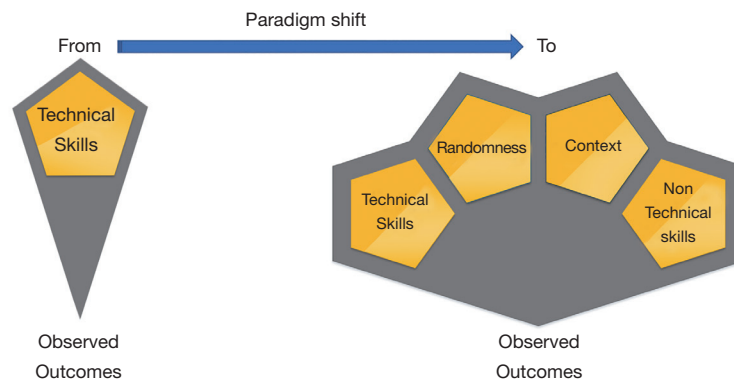 Paradigm shift
From
To
Technical
Skills
Randomness
Context
Technical
Skills
Non
Technical
skills
Observed
Outcomes
Observed
Outcomes